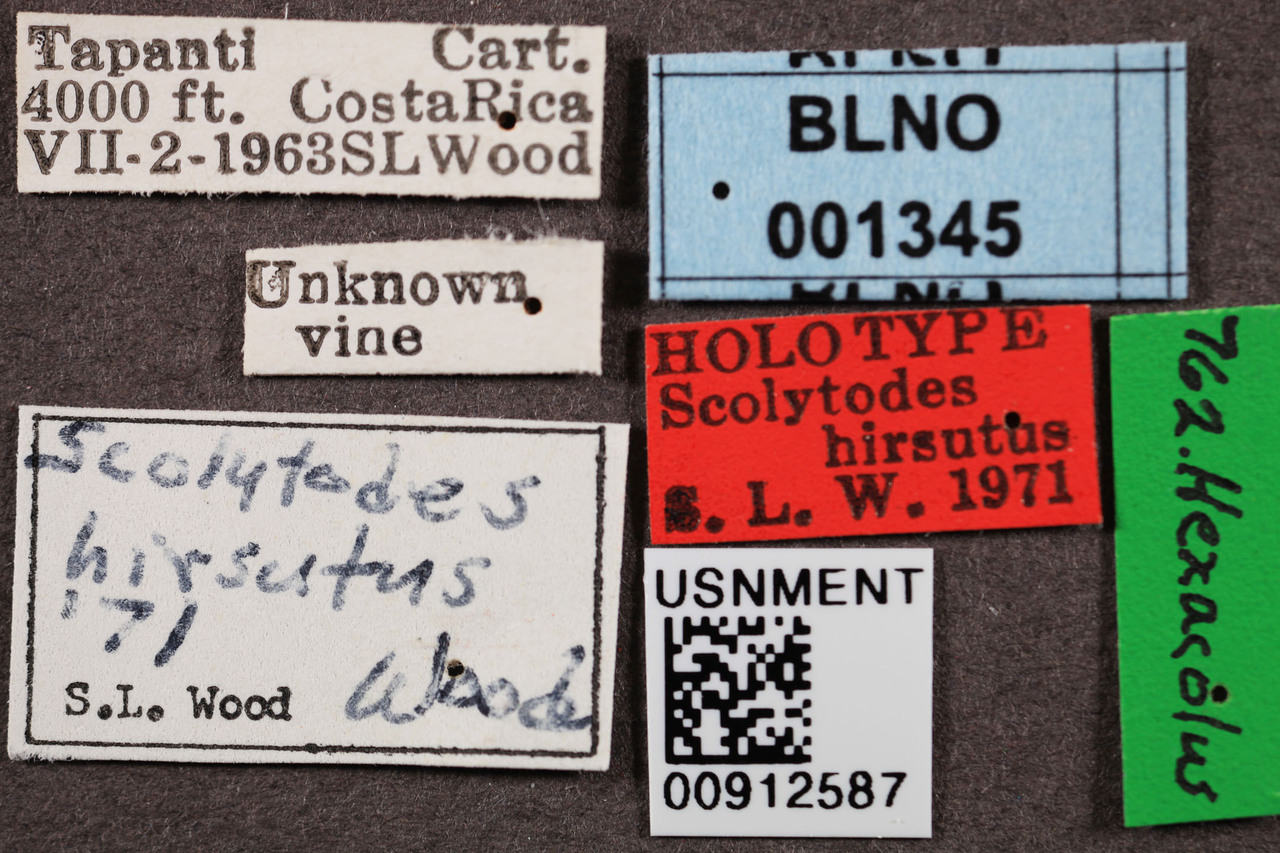 Tapanti Cart.
4000 ft. CostaRica
VII-2-1963SLWood
Unknown
vine
Scolytodes
hirsutus
'71
Wood
S.L. Wood
BLNO
001345
HOLOTYPE
Scolytodes
hirsutus
S. L. W. 1971
USNMENT
00912587
762. Hexacolus